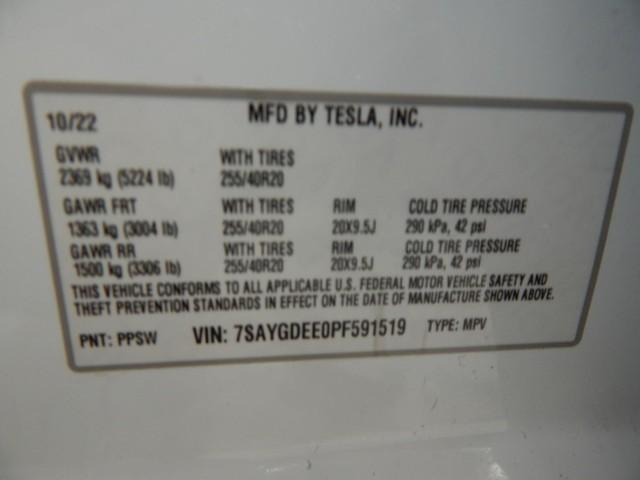 10/22 MFD BY TESLA, INC.
GVWR WITH TIRES
2369 kg (5224 lb) 255/40R20
GAWR FRT WITH TIRES RIM COLD TIRE PRESSURE
1363 kg (3004 lb) 255/40R20 20X9.5J 290 kPa, 42 psi
GAWR RR WITH TIRES RIM COLD TIRE PRESSURE
1500 kg (3306 lb) 255/40R20 20X9.5J 290 kPa, 42 psi
THIS VEHICLE CONFORMS TO ALL APPLICABLE U.S. FEDERAL MOTOR VEHICLE SAFETY AND
THEFT PREVENTION STANDARDS IN EFFECT ON THE DATE OF MANUFACTURE SHOWN ABOVE.
PNT: PPSW VIN: 7SAYGDEE0PF591519 TYPE: MPV